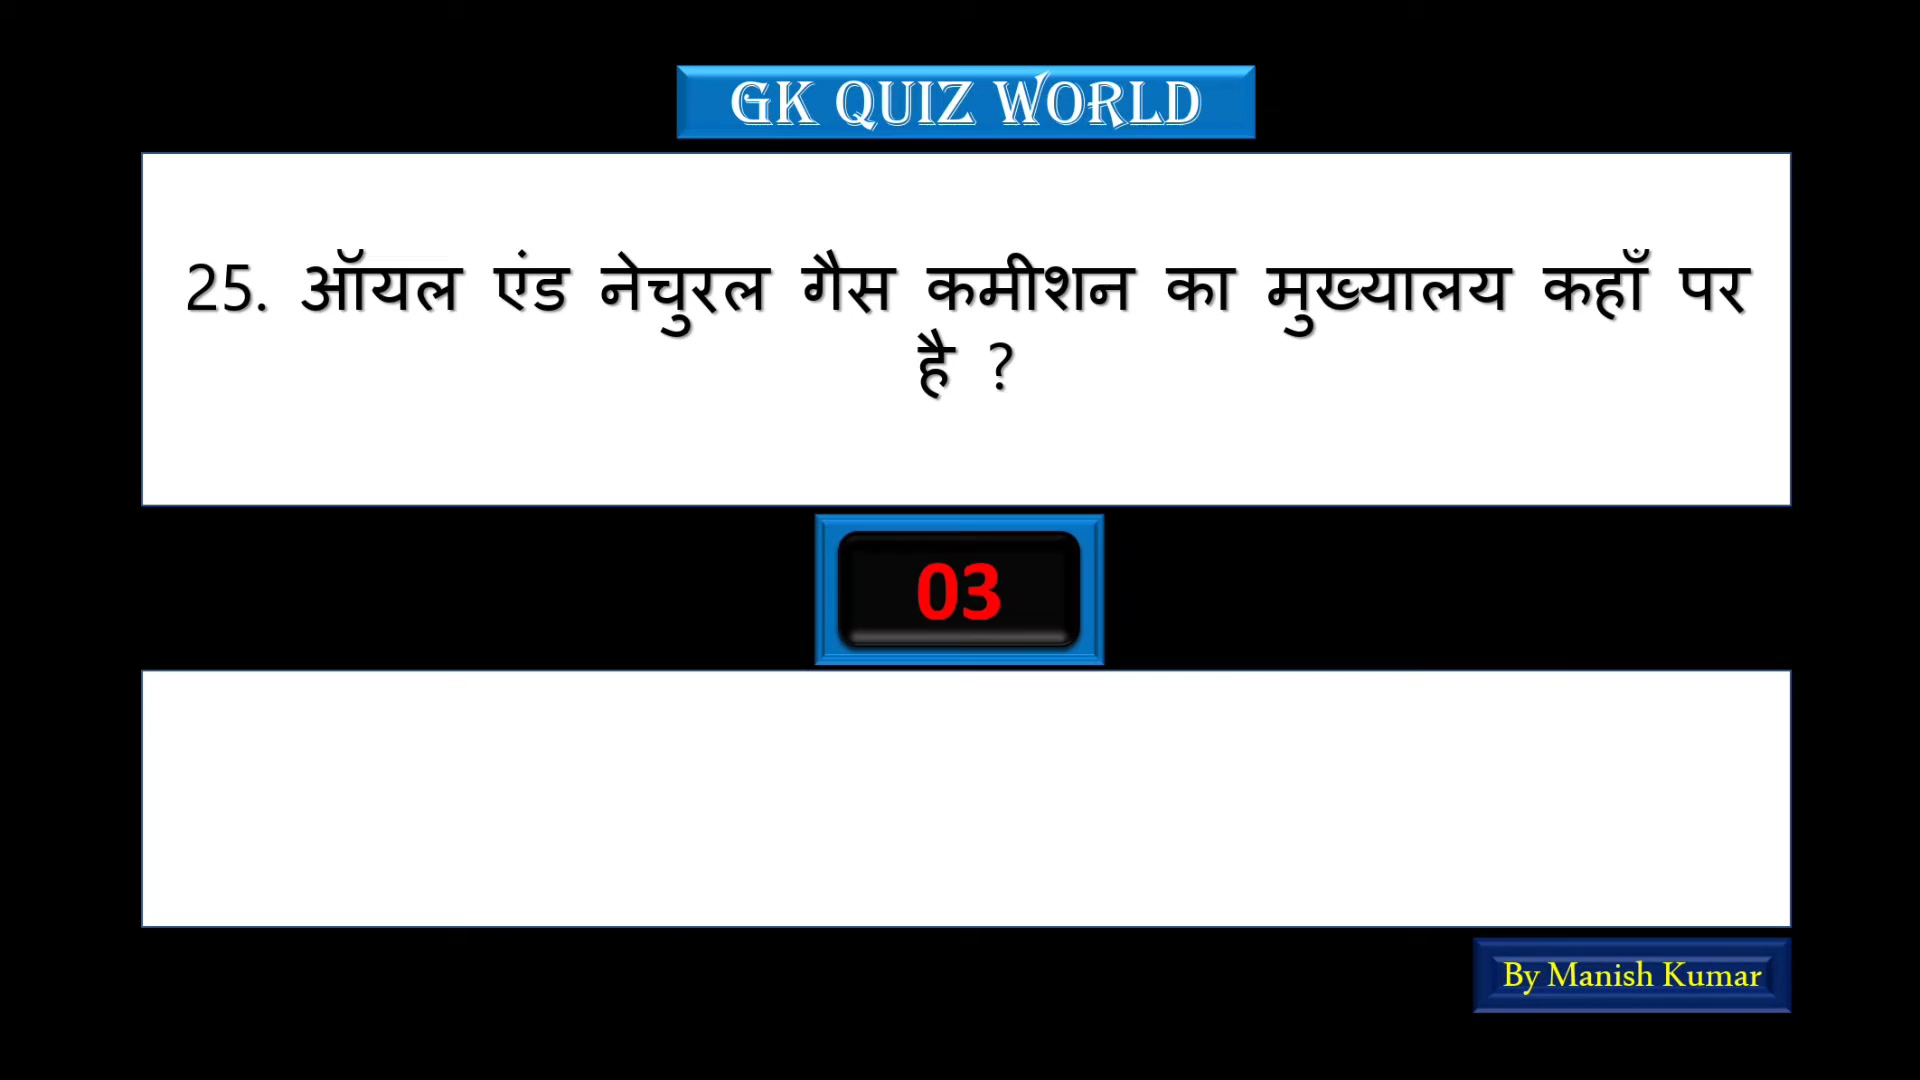 GK QUIZ WORLD
25. ऑयल एंड नेचुरल गैस कमीशन का मुख्यालय कहाँ पर
है ?
03
By Manish Kumar